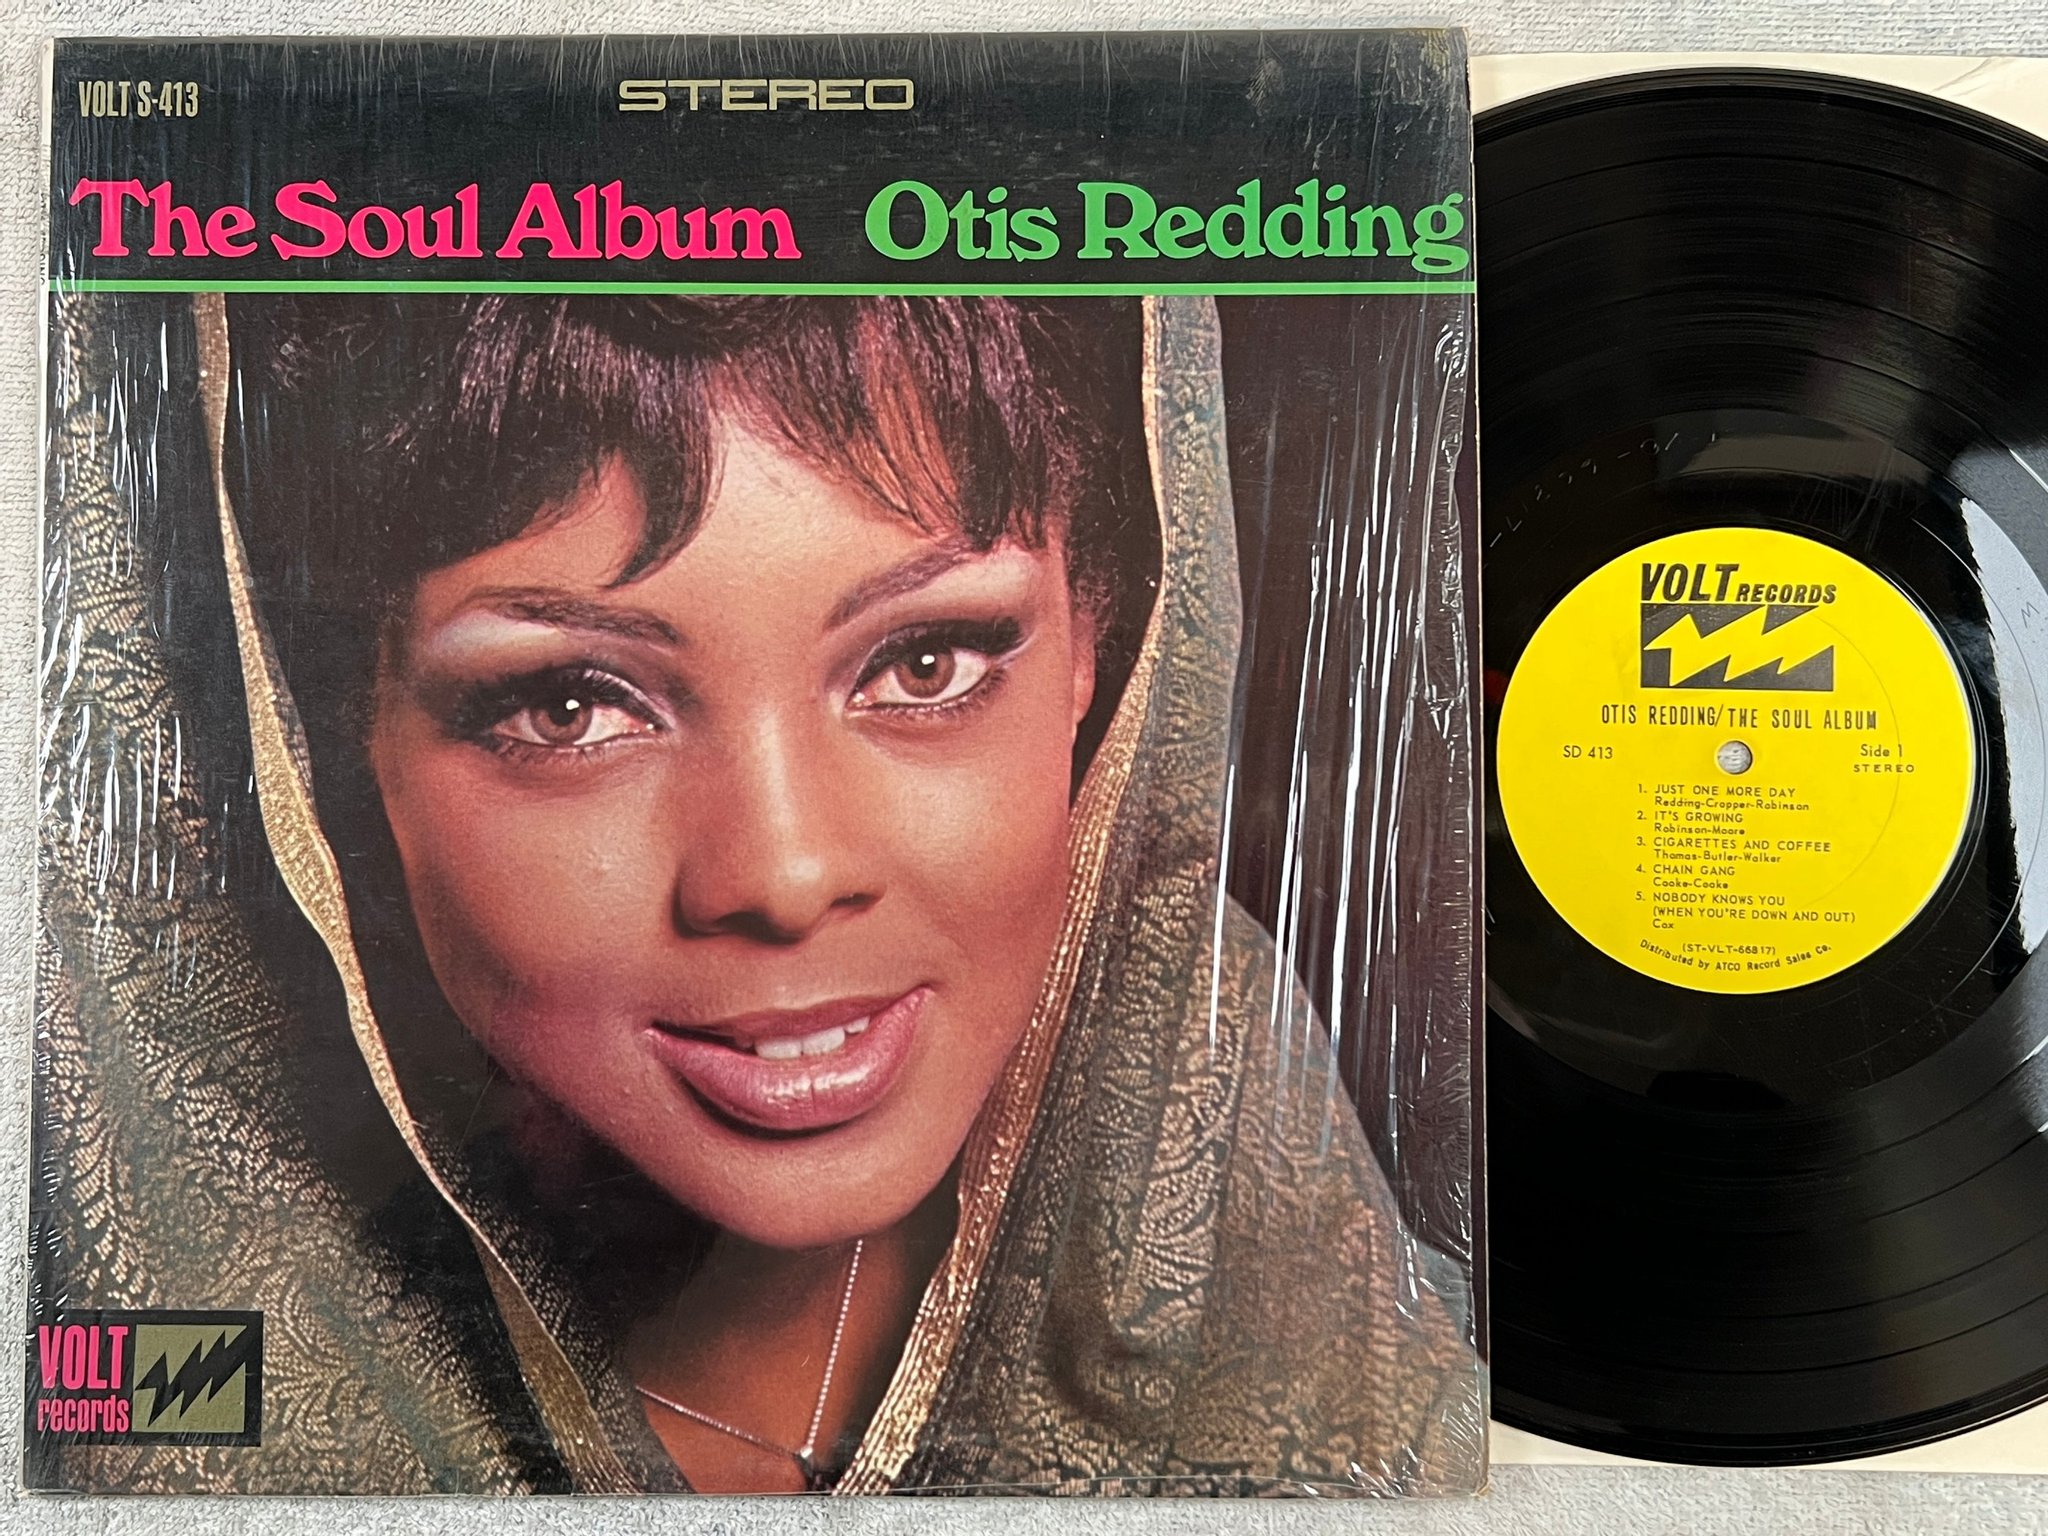 VOLT S-413
STEREO
The Soul Album Otis Redding
VOLT
records
VOLT RECORDS
OTIS REDDING/THE SOUL ALBUM
SD 413
Side 1
STEREO
1. JUST ONE MORE DAY
Redding-Cropper-Robinson
2. IT'S GROWING
Robinson-Moore
3. CIGARETTES AND COFFEE
Thomas-Butler-Walker
4. CHAIN GANG
Cooke-Cooke
5. NOBODY KNOWS YOU
(WHEN YOU'RE DOWN AND OUT)
Cox
(ST-VLT-66817)
Distributed by ATCO Record Sales Co.